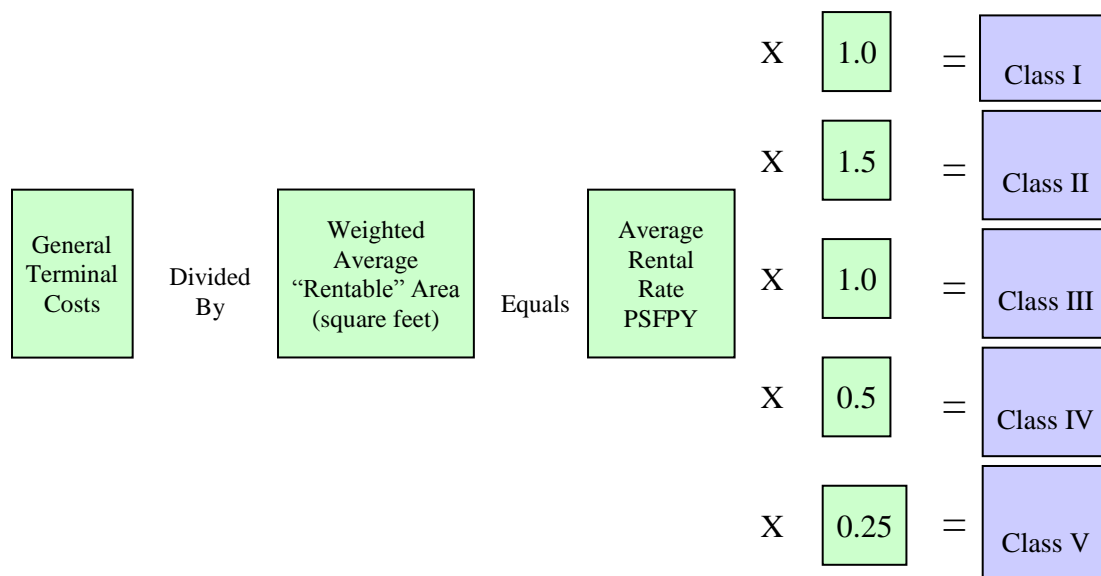 General
Terminal
Costs
Divided
By
Weighted
Average
“Rentable” Area
(square feet)
Equals
Average
Rental
Rate
PSFPY
X 1.0 = Class I
X 1.5 = Class II
X 1.0 = Class III
X 0.5 = Class IV
X 0.25 = Class V